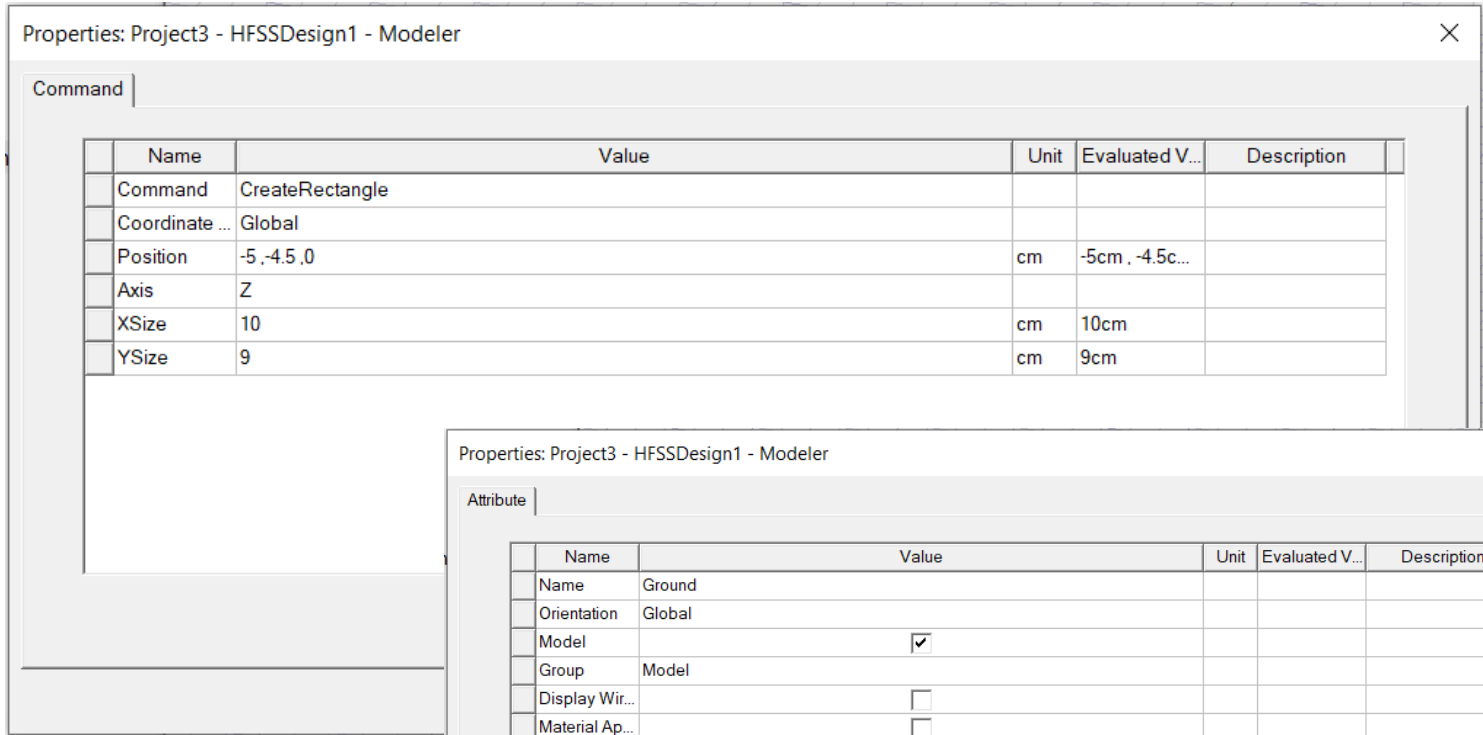 Properties: Project3 - HFSSDesign1 - Modeler
Command
Name Value Unit Evaluated V... Description
Command CreateRectangle
Coordinate ... Global
Position -5 ,-4.5 ,0 cm -5cm , -4.5c...
Axis Z
XSize 10 cm 10cm
YSize 9 cm 9cm
Properties: Project3 - HFSSDesign1 - Modeler
Attribute
Name Value Unit Evaluated V... Description
Name Ground
Orientation Global
Model
Group Model
Display Wir...
Material Ap...